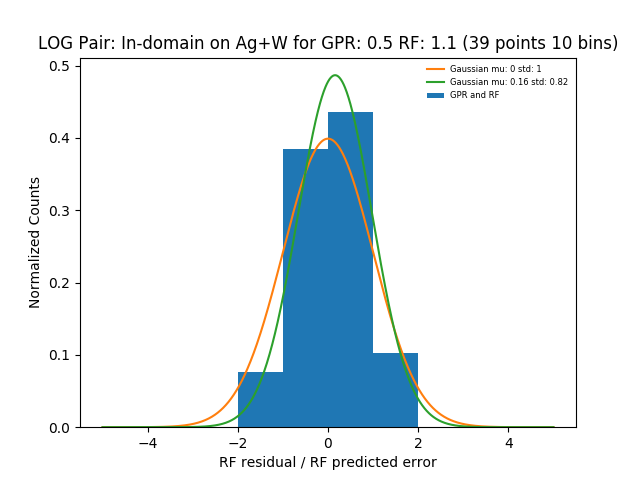 LOG Pair: In-domain on Ag+W for GPR: 0.5 RF: 1.1 (39 points 10 bins)
Gaussian mu: 0 std: 1
Gaussian mu: 0.16 std: 0.82
GPR and RF
Normalized Counts
0.5
0.4
0.3
0.2
0.1
0.0
−4
−2
0
2
4
RF residual / RF predicted error